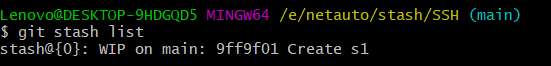 Lenovo@DESKTOP-9HDGQD5 MINGW64 /e/netauto/stash/SSH (main)
$ git stash list
stash@{0}: WIP on main: 9ff9f01 Create s1